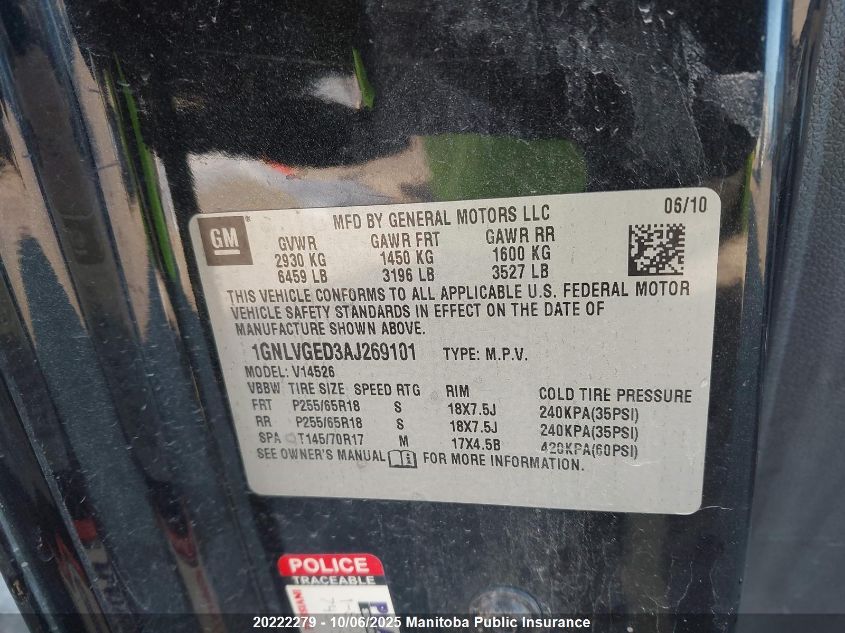 GM
MFD BY GENERAL MOTORS LLC 06/10
GVWR GAWR FRT GAWR RR
2930 KG 1450 KG 1600 KG
6459 LB 3196 LB 3527 LB
THIS VEHICLE CONFORMS TO ALL APPLICABLE U.S. FEDERAL MOTOR
VEHICLE SAFETY STANDARDS IN EFFECT ON THE DATE OF
MANUFACTURE SHOWN ABOVE.
1GNLVGED3AJ269101 TYPE: M.P.V.
MODEL: V14526
VBBW TIRE SIZE SPEED RTG RIM COLD TIRE PRESSURE
FRT P255/65R18 S 18X7.5J 240KPA(35PSI)
RR P255/65R18 S 18X7.5J 240KPA(35PSI)
SPA T145/70R17 M 17X4.5B 420KPA(60PSI)
SEE OWNER'S MANUAL FOR MORE INFORMATION.
POLICE
TRACEABLE
20222279 - 10/06/2025 Manitoba Public Insurance